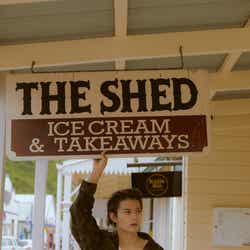 THE SHED
ICE CREAM
& TAKEAWAYS